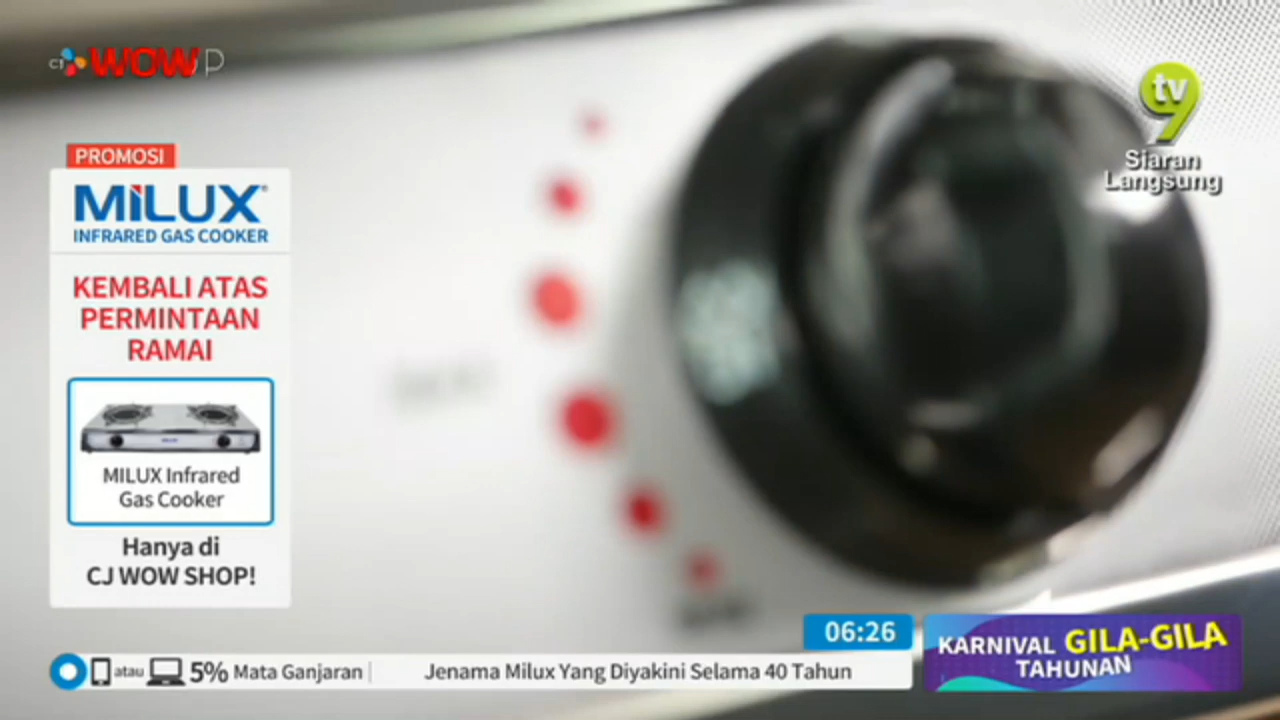 CJ WOW P
tv9
Siaran
Langsung
PROMOSI
MiLUX
INFRARED GAS COOKER
KEMBALI ATAS
PERMINTAAN
RAMAI
MILUX Infrared
Gas Cooker
Hanya di
CJ WOW SHOP!
06:26
KARNIVAL GILA-GILA
TAHUNAN
atau 5% Mata Ganjaran
Jenama Milux Yang Diyakini Selama 40 Tahun